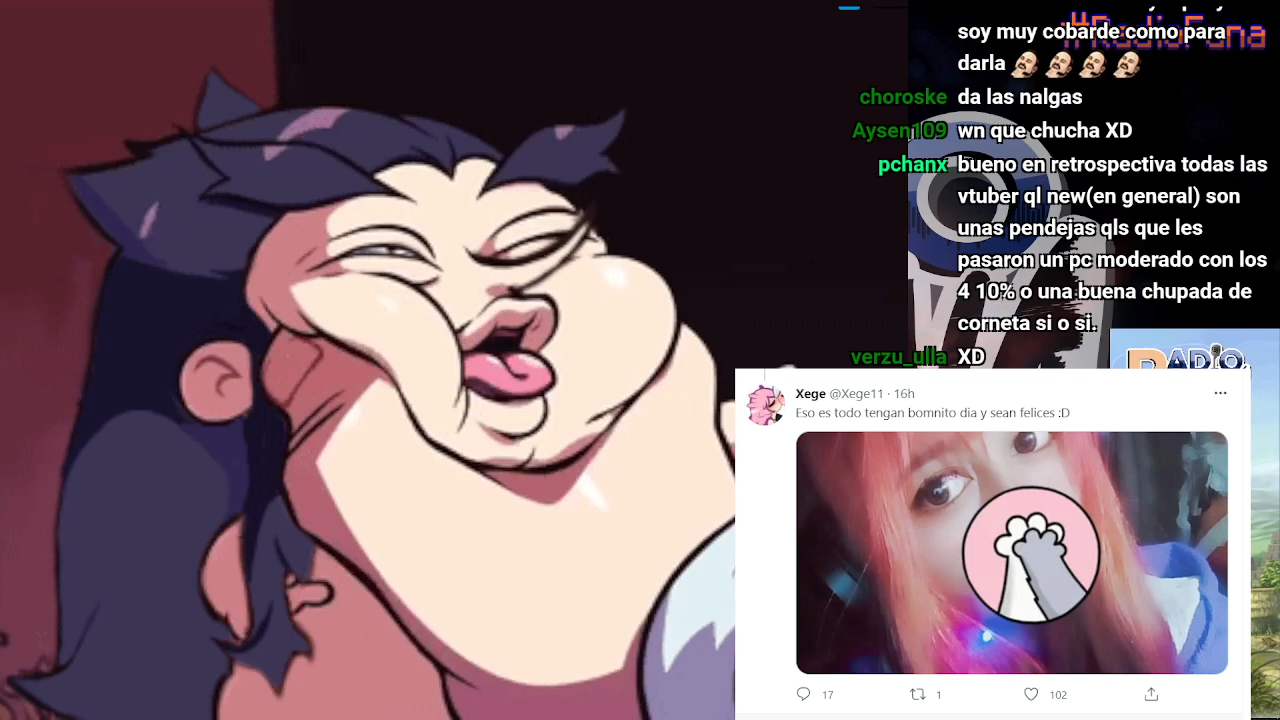 #RadioFuna
soy muy cobarde como para
darla
choroske da las nalgas
Aysen109 wn que chucha XD
pchanx bueno en retrospectiva todas las
vtuber ql new(en general) son
unas pendejas qls que les
pasaron un pc moderado con los
4 10% o una buena chupada de
corneta si o si.
verzu_ulla XD
RADIO
Xege @Xege11 · 16h
Eso es todo tengan bomnito dia y sean felices :D
17 1 102